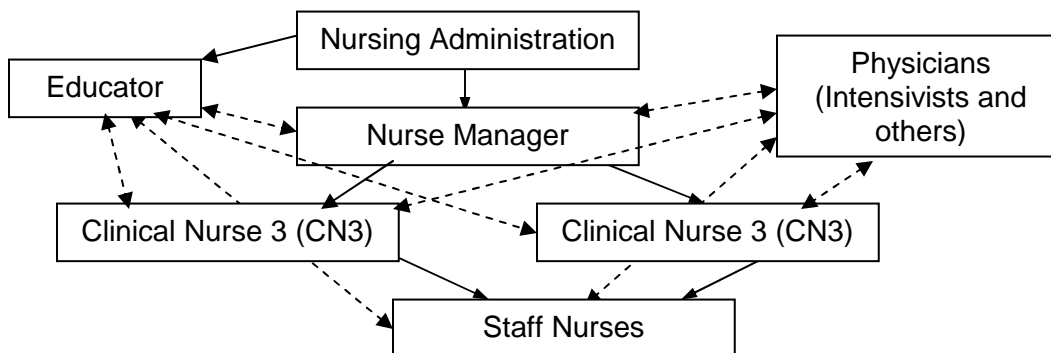 Nursing Administration
Educator
Physicians
(Intensivists and
others)
Nurse Manager
Clinical Nurse 3 (CN3)
Clinical Nurse 3 (CN3)
Staff Nurses